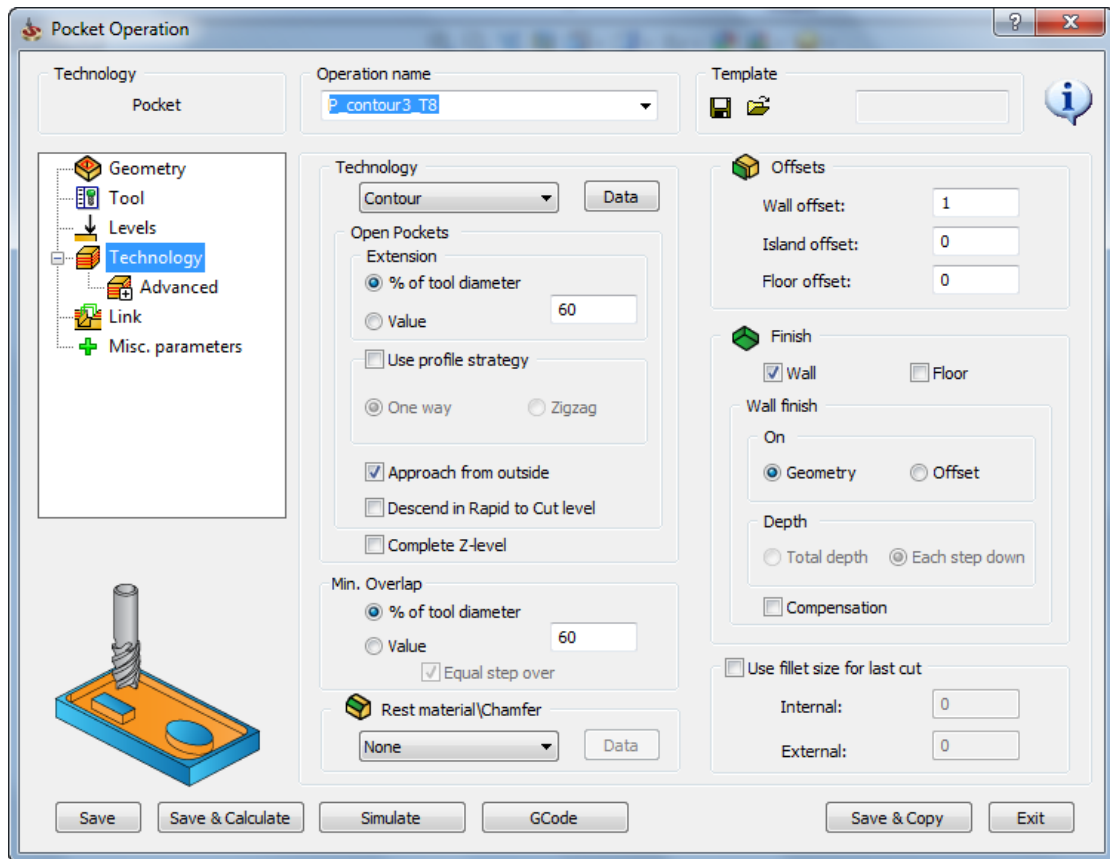 Pocket Operation
Technology
Pocket
Operation name
P_contour3_T8
Template
Geometry
Tool
Levels
Technology
Advanced
Link
Misc. parameters
Technology
Contour
Data
Open Pockets
Extension
% of tool diameter
Value
60
Use profile strategy
One way
Zigzag
Approach from outside
Descend in Rapid to Cut level
Complete Z-level
Min. Overlap
% of tool diameter
Value
60
Equal step over
Rest material\Chamfer
None
Data
Offsets
Wall offset:
1
Island offset:
0
Floor offset:
0
Finish
Wall
Floor
Wall finish
On
Geometry
Offset
Depth
Total depth
Each step down
Compensation
Use fillet size for last cut
Internal:
0
External:
0
Save
Save & Calculate
Simulate
GCode
Save & Copy
Exit